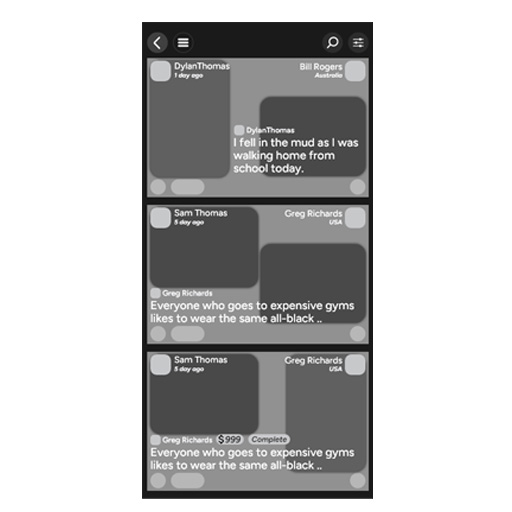 DylanThomas
1 day ago
Bill Rogers
Australia
DylanThomas
I fell in the mud as I was
walking home from
school today.
Sam Thomas
5 day ago
Greg Richards
USA
Greg Richards
Everyone who goes to expensive gyms
likes to wear the same all-black ..
Sam Thomas
5 day ago
Greg Richards
USA
Greg Richards $999 Complete
Everyone who goes to expensive gyms
likes to wear the same all-black ..